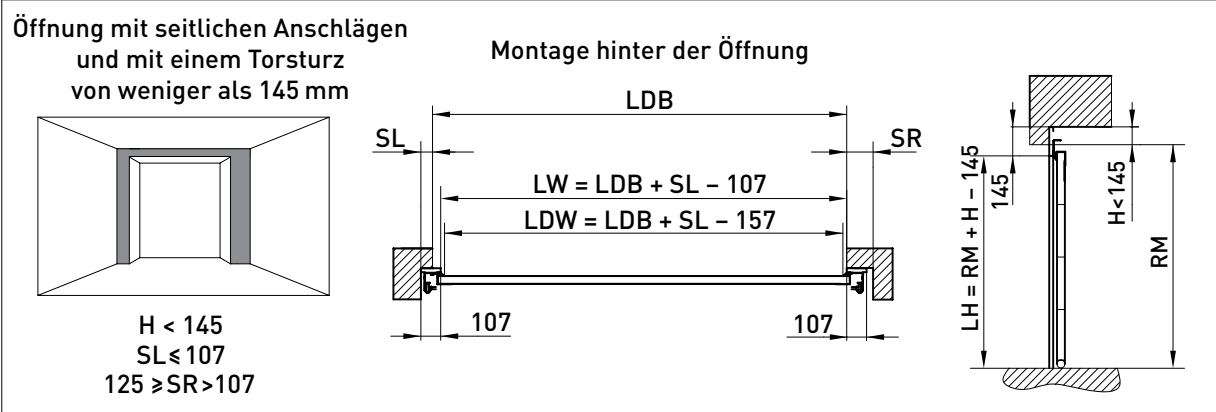 Öffnung mit seitlichen Anschlägen
und mit einem Torsturz
von weniger als 145 mm
H < 145
SL ≤ 107
125 ≥ SR > 107
Montage hinter der Öffnung
LDB
SL
SR
LW = LDB + SL – 107
LDW = LDB + SL – 157
107
107
LH = RM + H – 145
145
H<145
RM